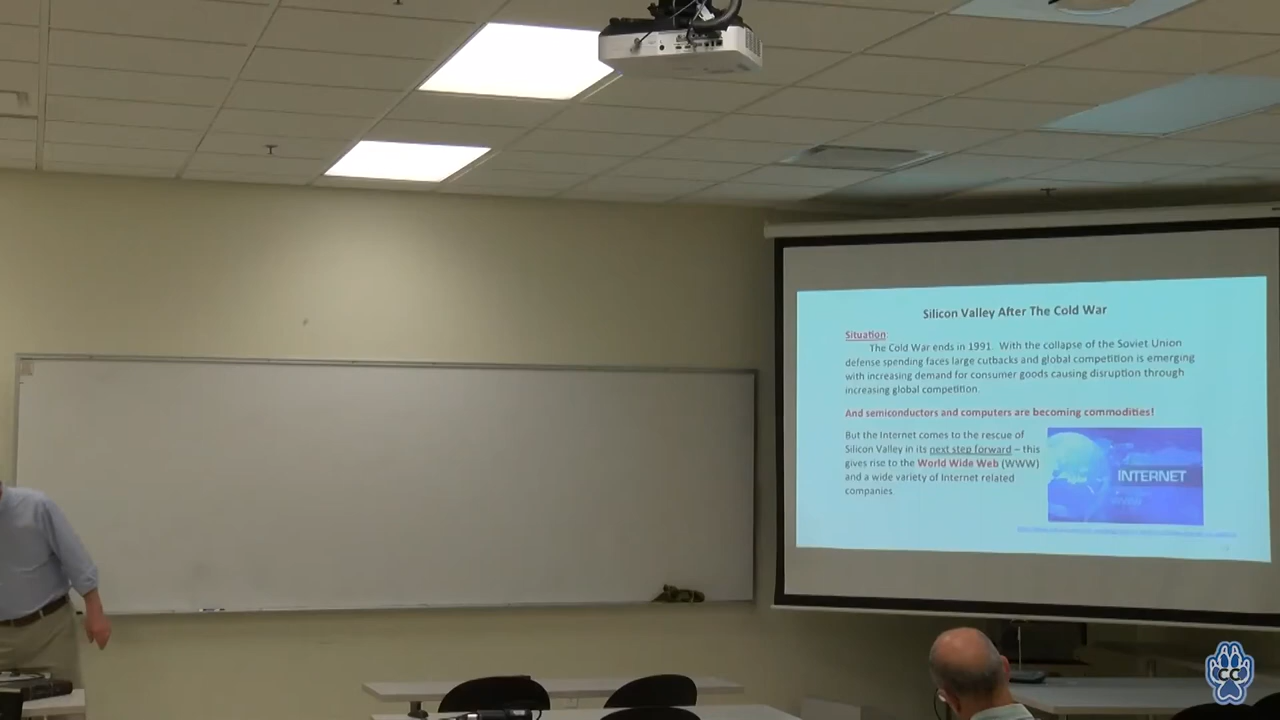 Silicon Valley After The Cold War
Situation:
The Cold War ends in 1991. With the collapse of the Soviet Union
defense spending faces large cutbacks and global competition is emerging
with increasing demand for consumer goods causing disruption through
increasing global competition.
And semiconductors and computers are becoming commodities!
But the Internet comes to the rescue of
Silicon Valley in its next step forward – this
gives rise to the World Wide Web (WWW)
and a wide variety of Internet related
companies
INTERNET
CC